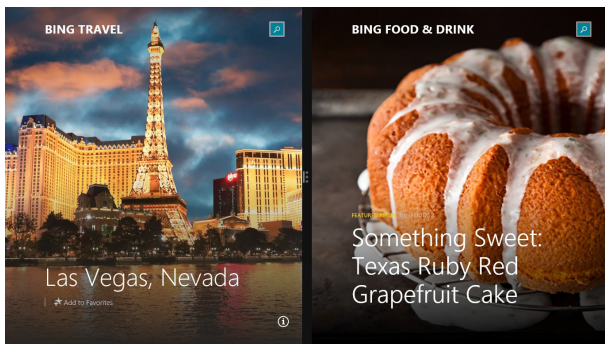 BING TRAVEL
Las Vegas, Nevada
Add to Favorites
BING FOOD & DRINK
Something Sweet:
Texas Ruby Red
Grapefruit Cake